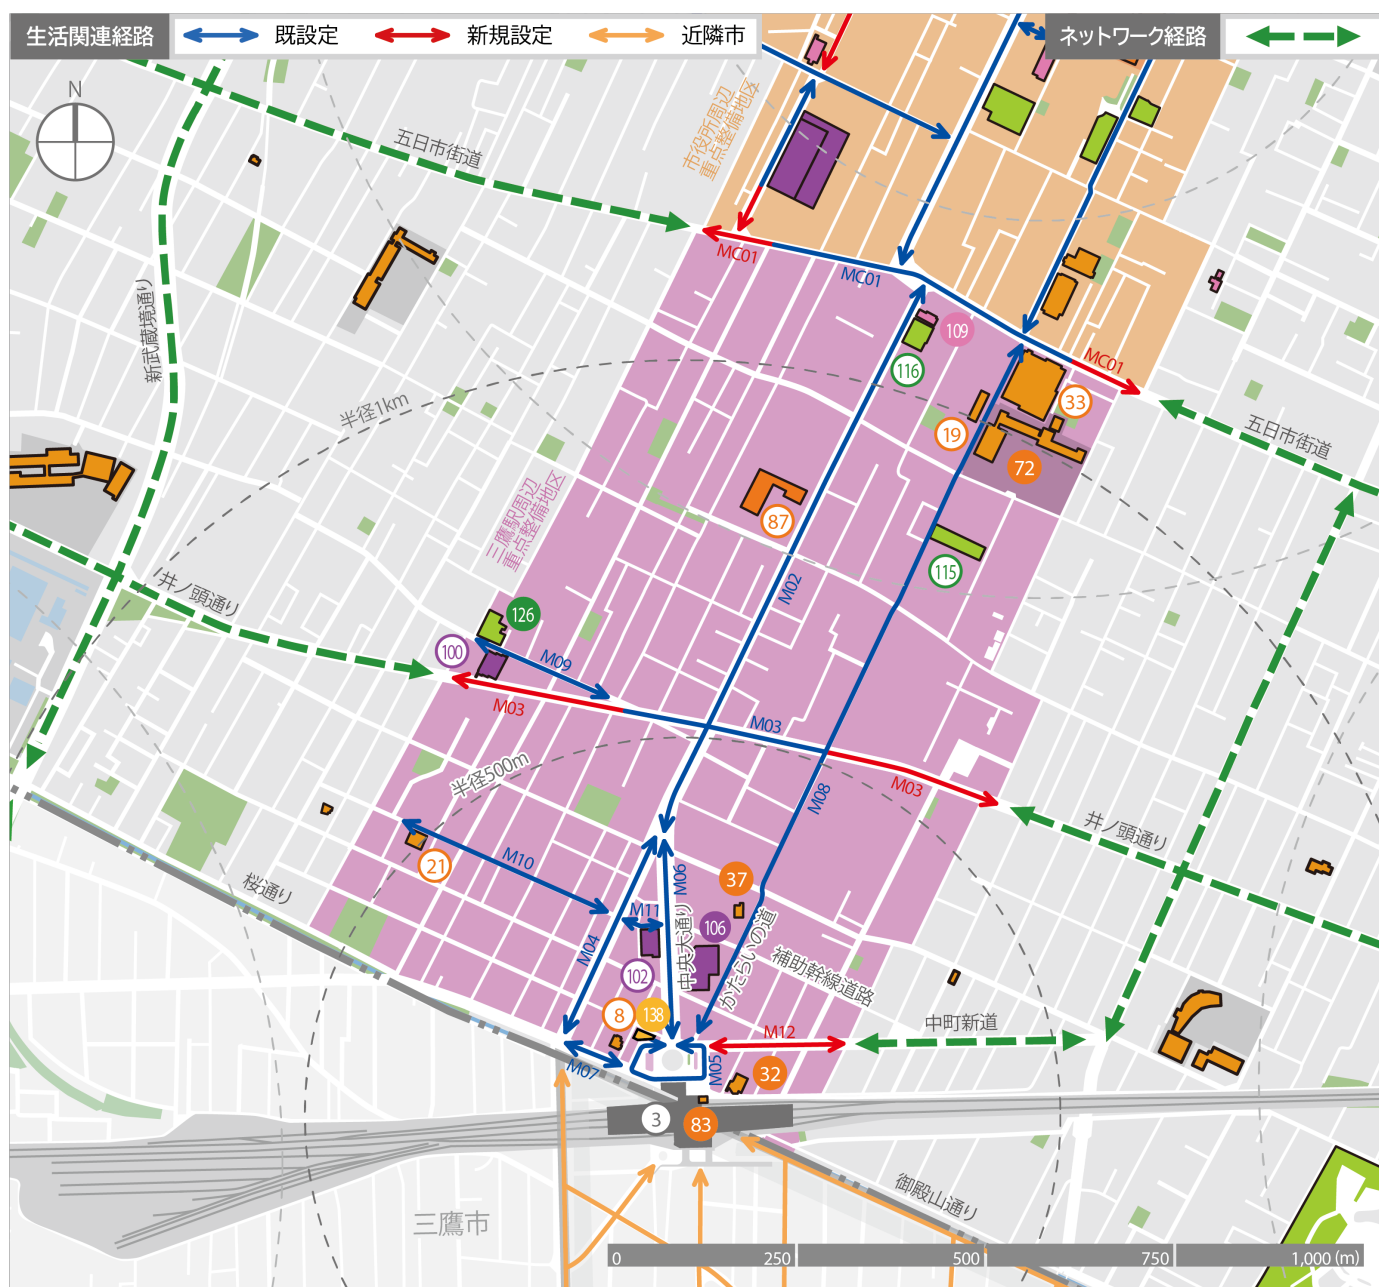 生活関連経路
既設定
新規設定
近隣市
ネットワーク経路
N
五日市街道
市役所周辺
重点整備地区
新武蔵境通り
MC01
MC01
MC01
109
116
33
19
72
半径1km
五日市街道
三鷹駅周辺
重点整備地区
87
115
M02
井ノ頭通り
126
100
M09
M03
M03
M03
M08
半径500m
井ノ頭通り
M10
21
M06
37
桜通り
M11
106
M04
102
中央大通り
かたらいの道
補助幹線道路
8
138
M12
中町新道
M07
M05
32
3
83
御殿山通り
三鷹市
0
250
500
750
1,000 (m)